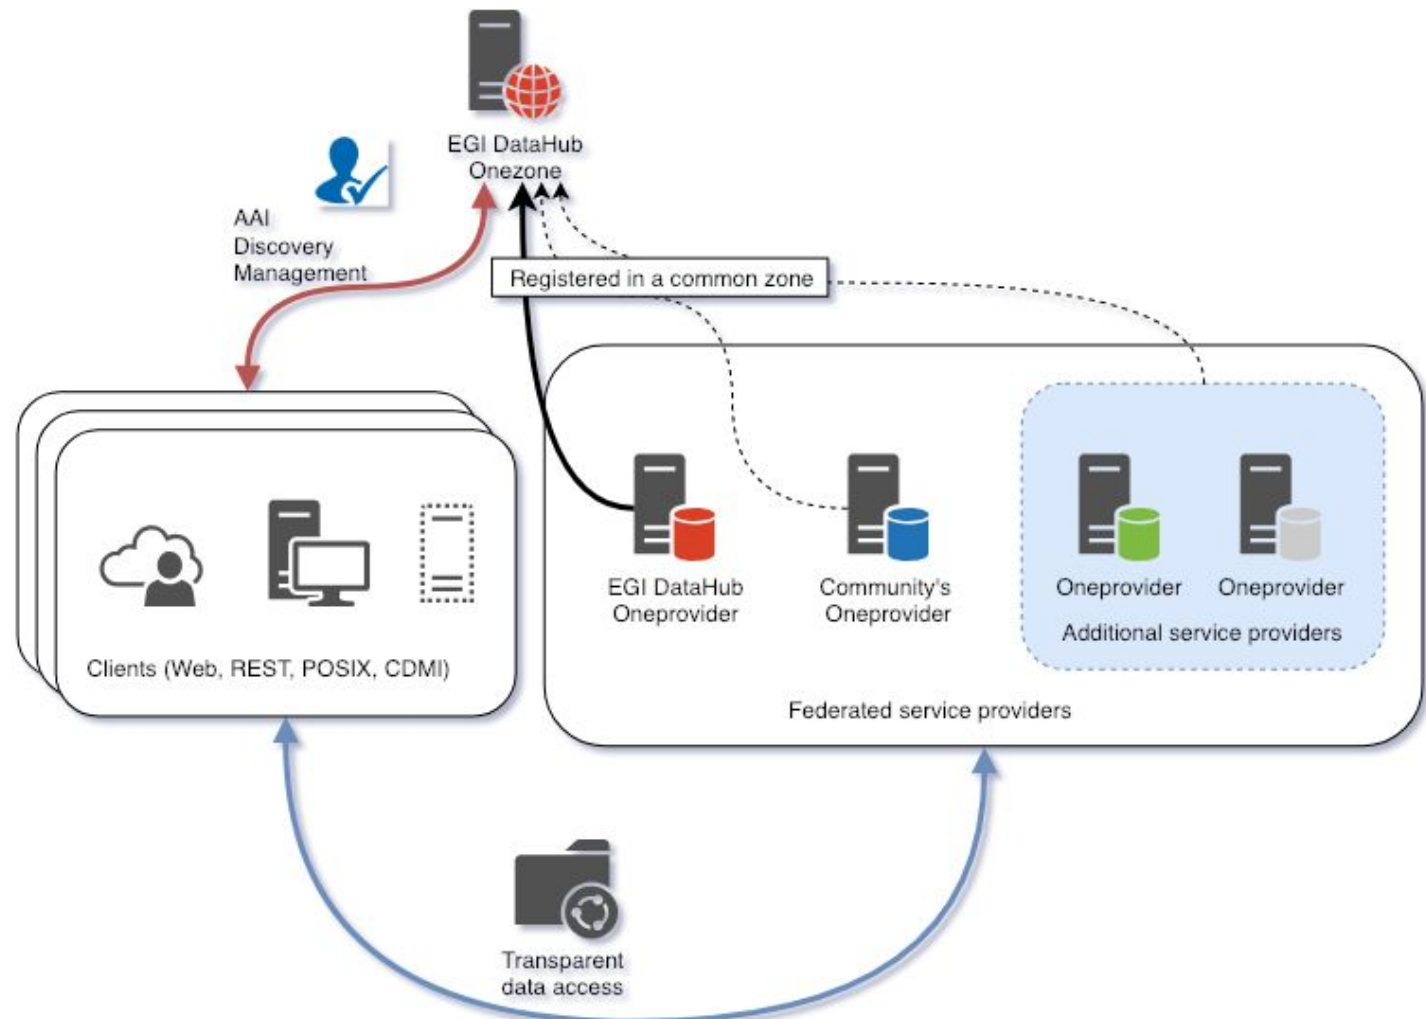 EGI DataHub
Onezone
AAI
Discovery
Management
Registered in a common zone
EGI DataHub
Oneprovider
Community's
Oneprovider
Oneprovider
Oneprovider
Additional service providers
Clients (Web, REST, POSIX, CDMI)
Federated service providers
Transparent
data access